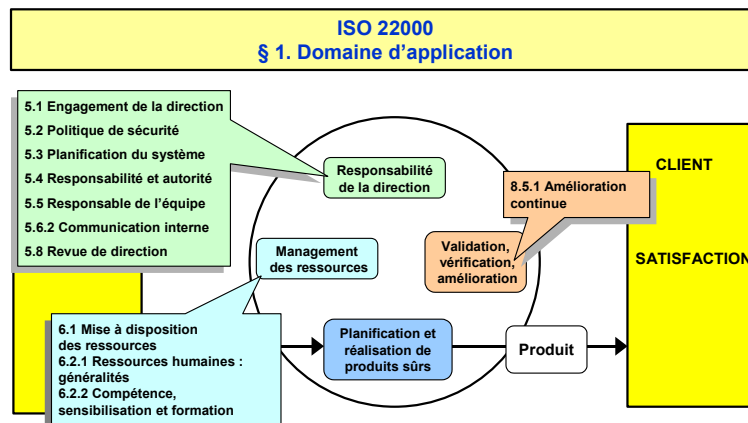 ISO 22000
§ 1. Domaine d’application
5.1 Engagement de la direction
5.2 Politique de sécurité
5.3 Planification du système
5.4 Responsabilité et autorité
5.5 Responsable de l’équipe
5.6.2 Communication interne
5.8 Revue de direction
Responsabilité
de la direction
8.5.1 Amélioration
continue
CLIENT
SATISFACTION
Management
des ressources
Validation,
vérification,
amélioration
6.1 Mise à disposition
des ressources
6.2.1 Ressources humaines :
généralités
6.2.2 Compétence,
sensibilisation et formation
Planification et
réalisation de
produits sûrs
Produit